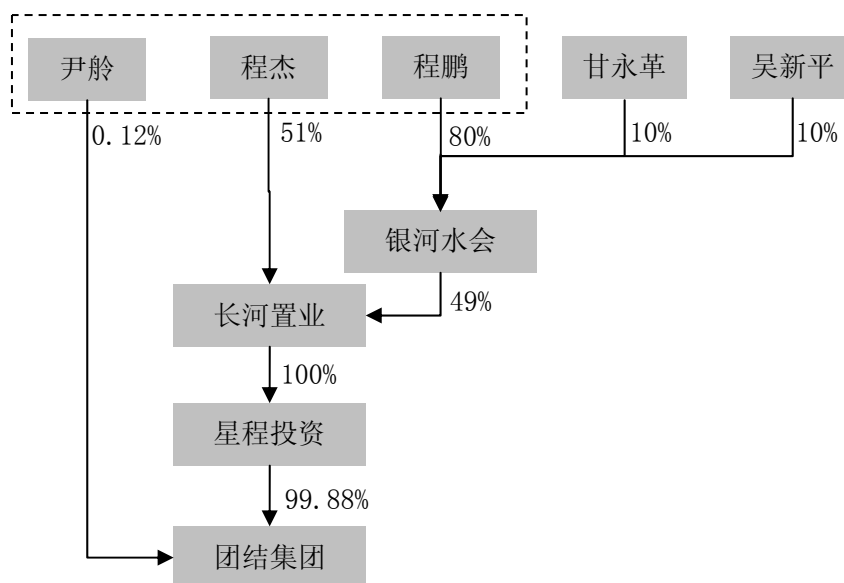 尹舲
程杰
程鹏
甘永革
吴新平
0.12%
51%
80%
10%
10%
银河水会
49%
长河置业
100%
星程投资
99.88%
团结集团